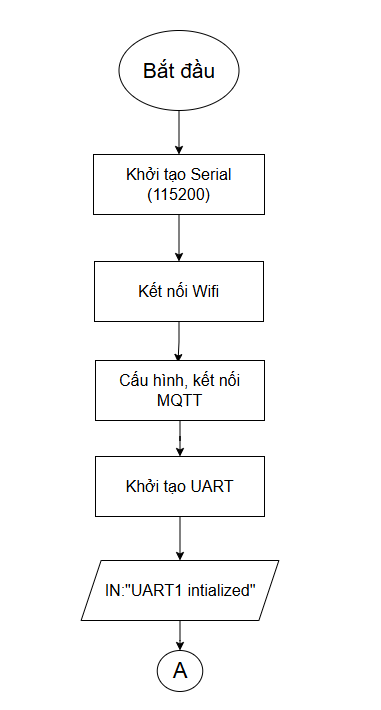 Bắt đầu
Khởi tạo Serial
(115200)
Kết nối Wifi
Cấu hình, kết nối
MQTT
Khởi tạo UART
IN:"UART1 intialized"
A